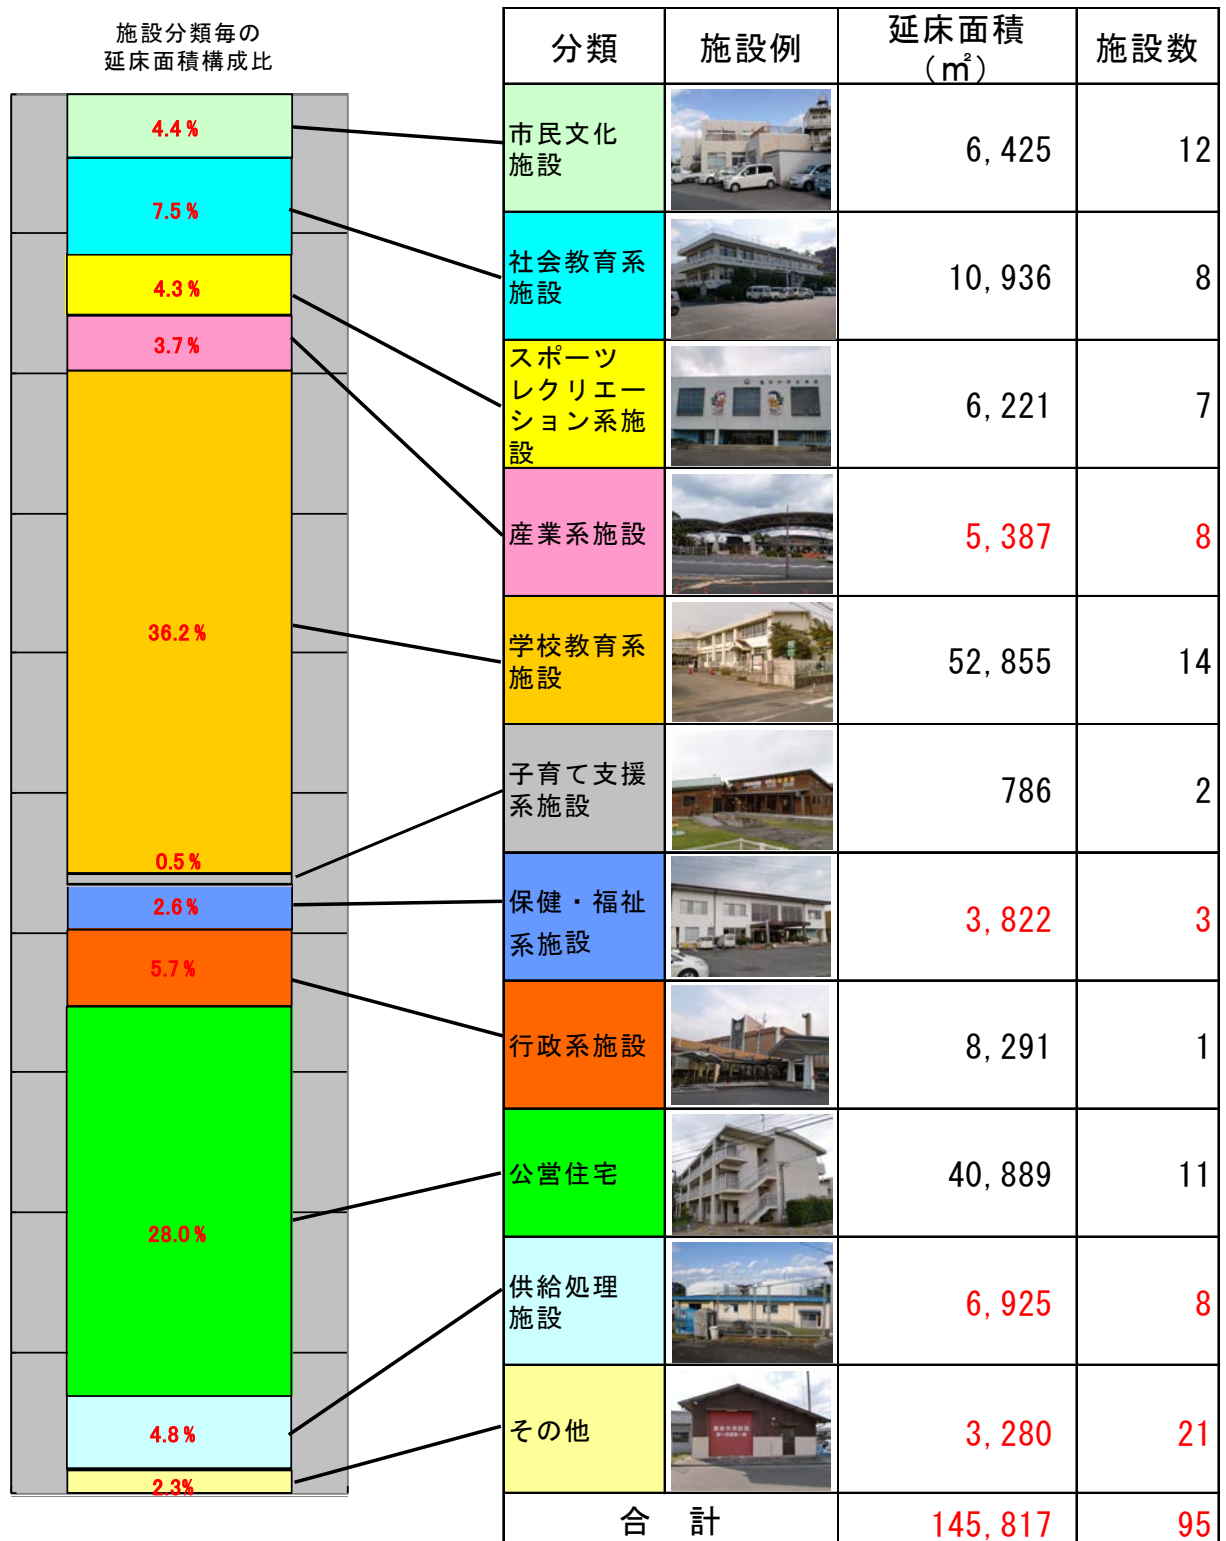 施設分類毎の
延床面積構成比
4.4%
7.5%
4.3%
3.7%
36.2%
0.5%
2.6%
5.7%
28.0%
4.8%
2.3%
分類 施設例 延床面積 施設数
(㎡)
市民文化
施設
6,425 12
社会教育系
施設
10,936 8
スポーツ
レクリエー
ション系施
設
6,221 7
産業系施設 5,387 8
学校教育系
施設
52,855 14
子育て支援
系施設
786 2
保健・福祉
系施設
3,822 3
行政系施設 8,291 1
公営住宅 40,889 11
供給処理
施設
6,925 8
その他 3,280 21
合 計 145,817 95